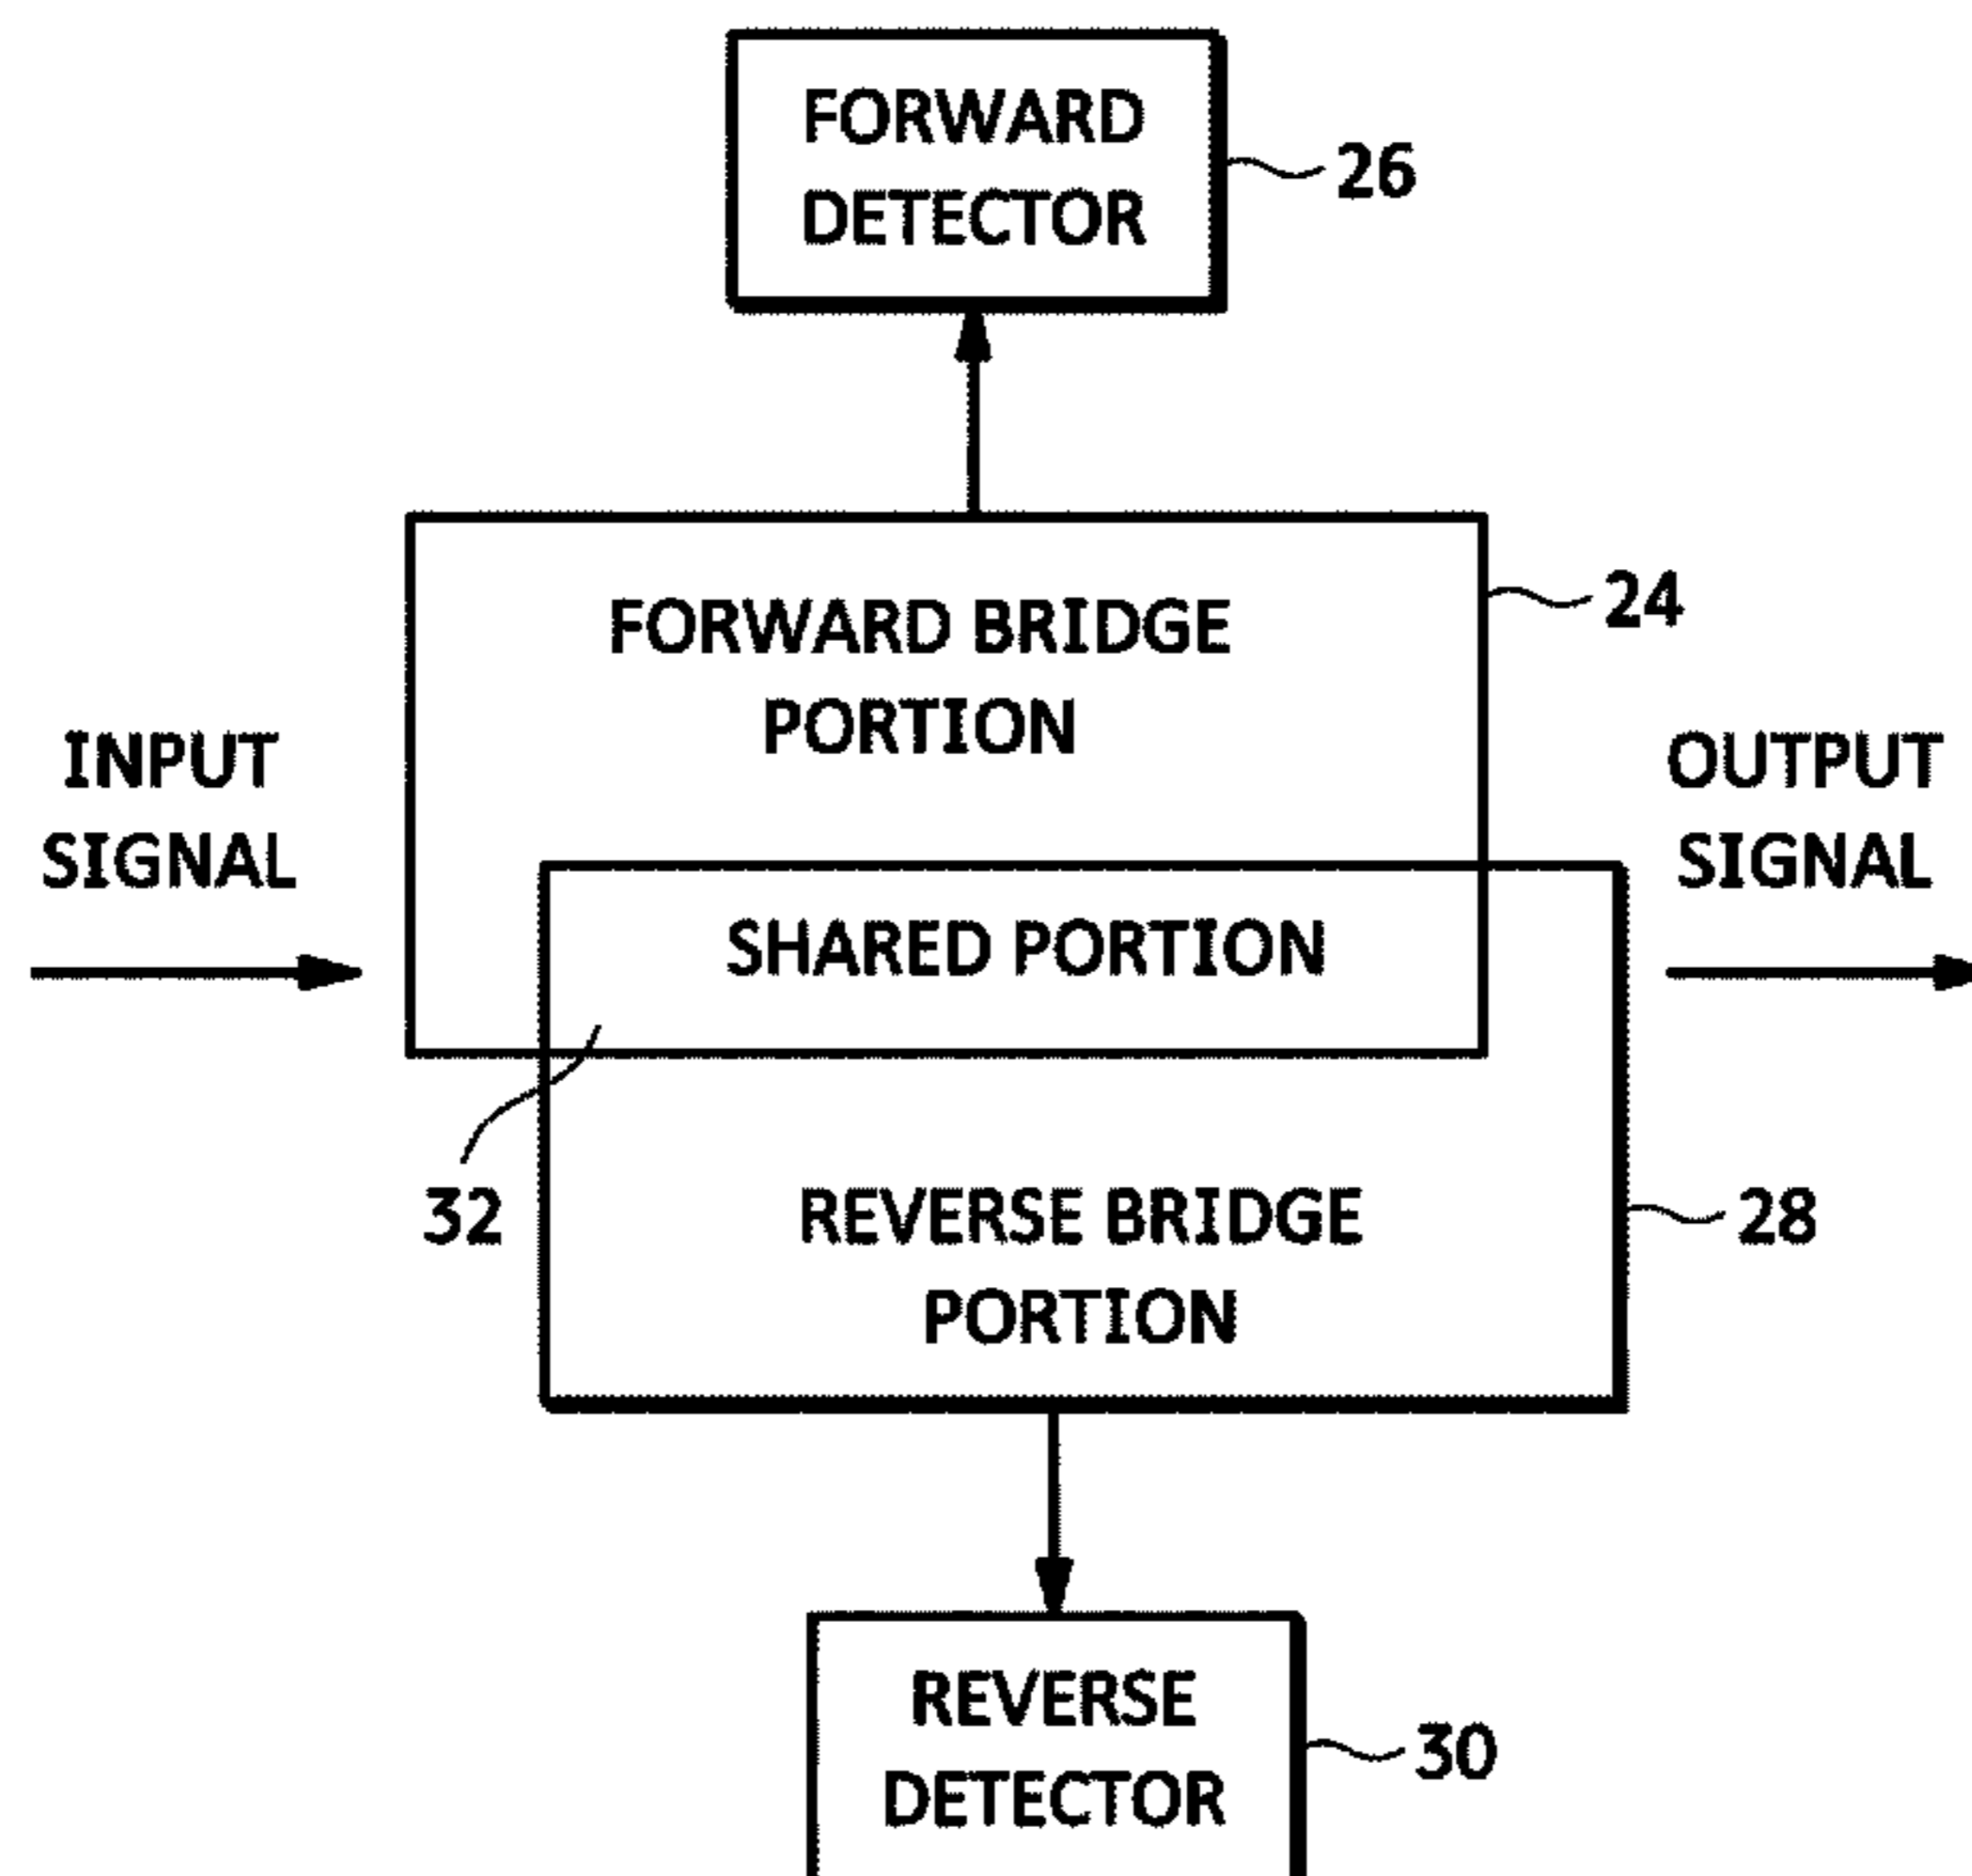 FORWARD
DETECTOR
26
FORWARD BRIDGE
PORTION
24
INPUT
SIGNAL
OUTPUT
SIGNAL
SHARED PORTION
32
REVERSE BRIDGE
PORTION
28
REVERSE
DETECTOR
30